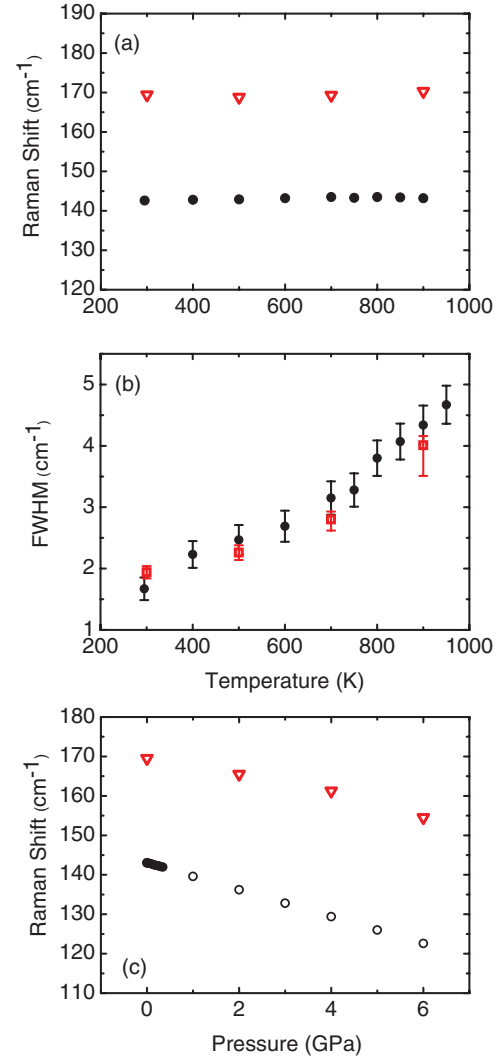 190
(a)
180
170
160
150
140
130
120
Raman Shift (cm-1)
200 400 600 800 1000
(b)
5
4
3
2
1
FWHM (cm-1)
200 400 600 800 1000
Temperature (K)
180
170
160
150
140
130
120
110
Raman Shift (cm-1)
(c)
0 2 4 6
Pressure (GPa)